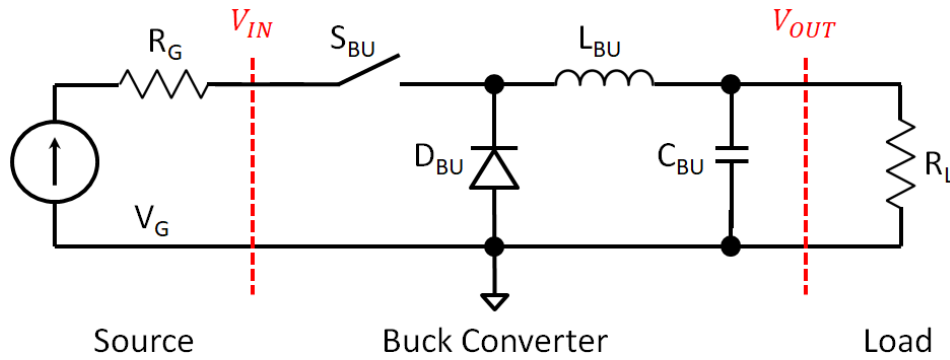 V_IN
V_OUT
R_G
S_BU
L_BU
D_BU
C_BU
R_L
V_G
Source
Buck Converter
Load